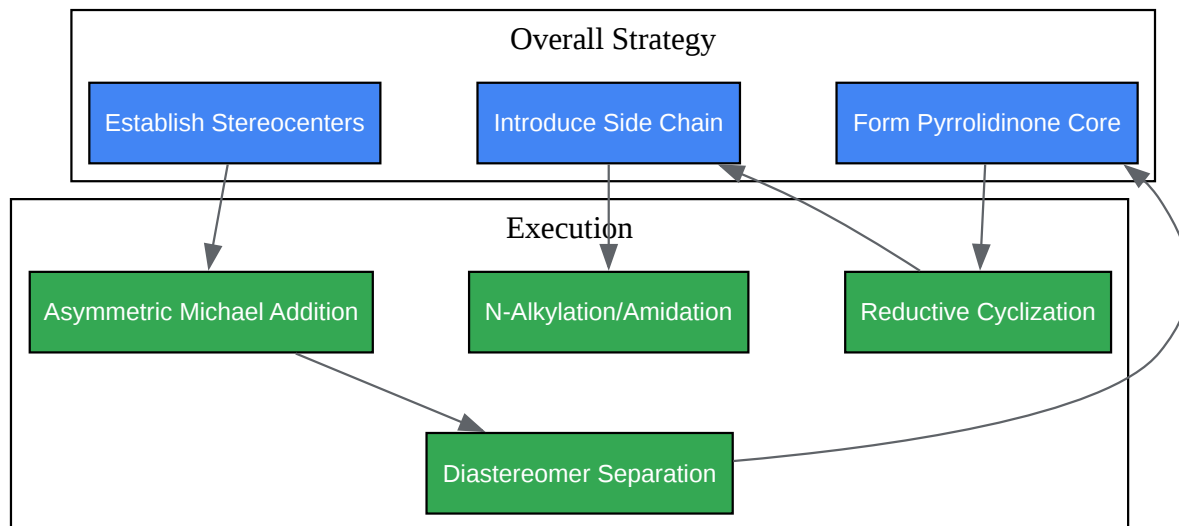 Overall Strategy
Establish Stereocenters
Introduce Side Chain
Form Pyrrolidinone Core
Execution
Asymmetric Michael Addition
N-Alkylation/Amidation
Reductive Cyclization
Diastereomer Separation